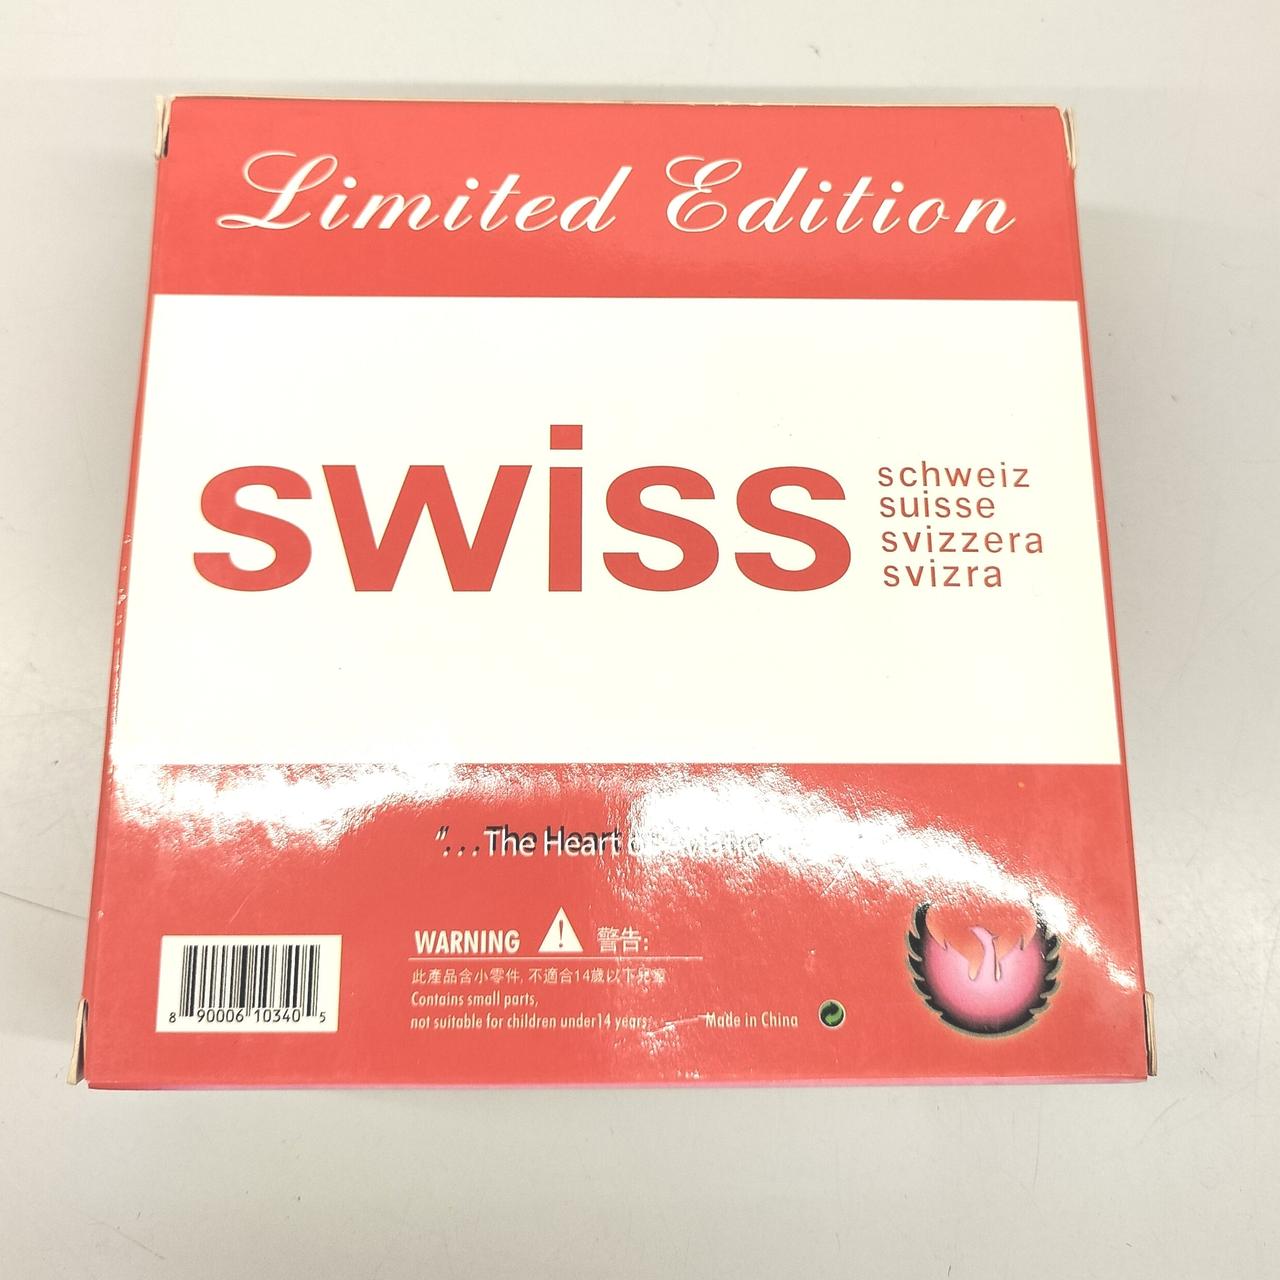 Limited Edition
swiss
schweiz
suisse
svizzera
svizra
"...The Heart of Aviation
WARNING ! 警告:
此產品含小零件, 不適合14歲以下兒童
Contains small parts,
not suitable for children under14 years
Made in China
8 90006 10340 5